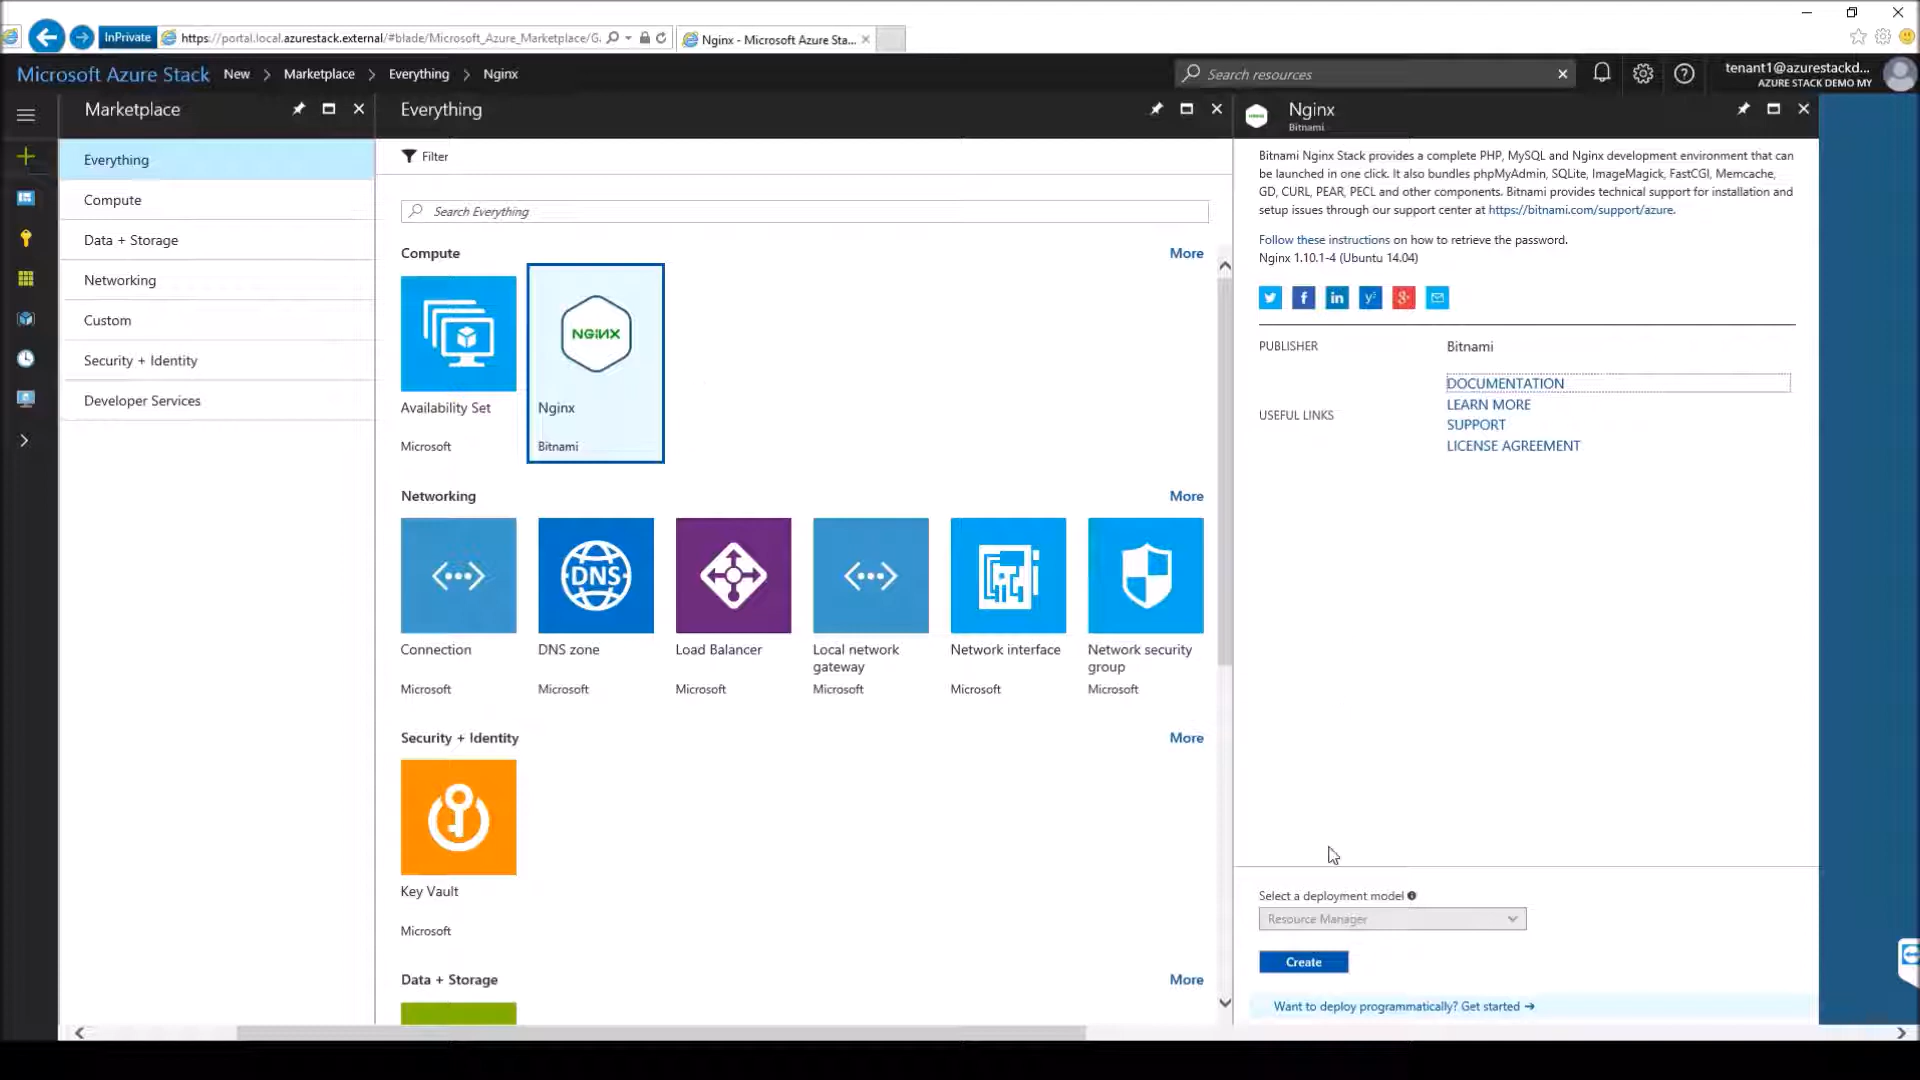 InPrivate
https://portal.local.azurestack.external/#blade/Microsoft_Azure_Marketplace/G.
Nginx - Microsoft Azure Sta...
Microsoft Azure Stack
New > Marketplace > Everything > Nginx
Search resources
tenant1@azurestackd...
AZURE STACK DEMO MY
Marketplace
Everything
Compute
Data + Storage
Networking
Custom
Security + Identity
Developer Services
Everything
Filter
Search Everything
Compute
More
Availability Set
Microsoft
NGINX
Nginx
Bitnami
Networking
More
Connection
Microsoft
DNS
DNS zone
Microsoft
Load Balancer
Microsoft
Local network
gateway
Microsoft
Network interface
Microsoft
Network security
group
Microsoft
Security + Identity
More
Key Vault
Microsoft
Data + Storage
More
Nginx
Bitnami
Bitnami Nginx Stack provides a complete PHP, MySQL and Nginx development environment that can
be launched in one click. It also bundles phpMyAdmin, SQLite, ImageMagick, FastCGI, Memcache,
GD, CURL, PEAR, PECL and other components. Bitnami provides technical support for installation and
setup issues through our support center at https://bitnami.com/support/azure.
Follow these instructions on how to retrieve the password.
Nginx 1.10.1-4 (Ubuntu 14.04)
PUBLISHER
Bitnami
USEFUL LINKS
DOCUMENTATION
LEARN MORE
SUPPORT
LICENSE AGREEMENT
Select a deployment model
Resource Manager
Create
Want to deploy programmatically? Get started →